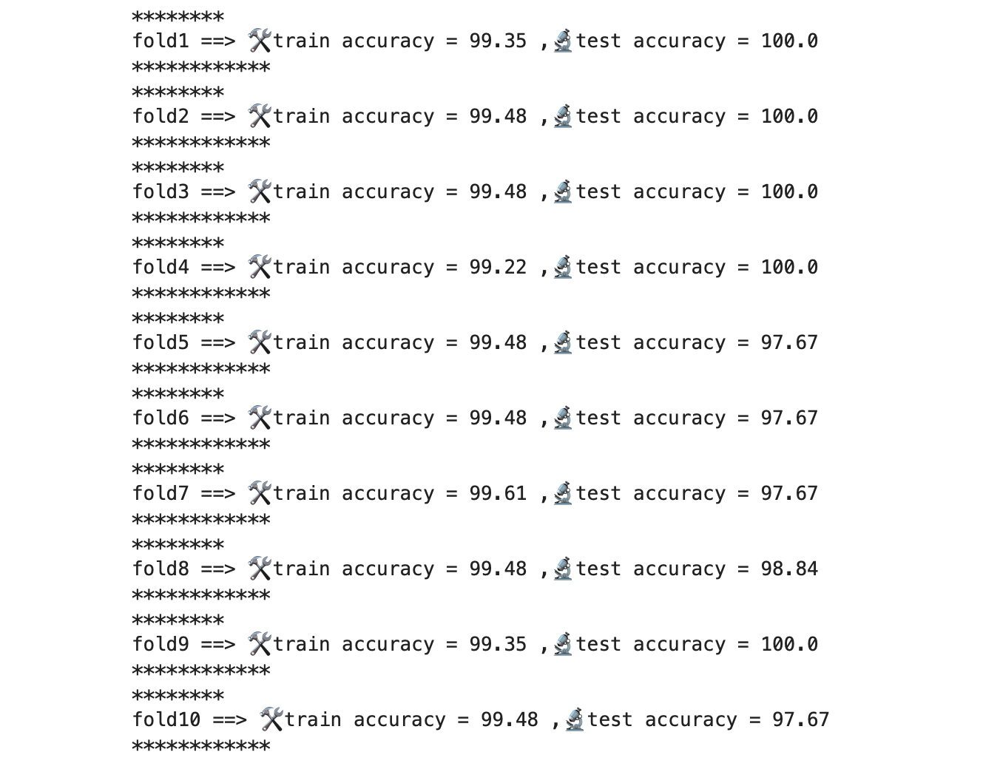 ********
fold1 ==> 🛠train accuracy = 99.35 ,🔬test accuracy = 100.0
************
********
fold2 ==> 🛠train accuracy = 99.48 ,🔬test accuracy = 100.0
************
********
fold3 ==> 🛠train accuracy = 99.48 ,🔬test accuracy = 100.0
************
********
fold4 ==> 🛠train accuracy = 99.22 ,🔬test accuracy = 100.0
************
********
fold5 ==> 🛠train accuracy = 99.48 ,🔬test accuracy = 97.67
************
********
fold6 ==> 🛠train accuracy = 99.48 ,🔬test accuracy = 97.67
************
********
fold7 ==> 🛠train accuracy = 99.61 ,🔬test accuracy = 97.67
************
********
fold8 ==> 🛠train accuracy = 99.48 ,🔬test accuracy = 98.84
************
********
fold9 ==> 🛠train accuracy = 99.35 ,🔬test accuracy = 100.0
************
********
fold10 ==> 🛠train accuracy = 99.48 ,🔬test accuracy = 97.67
************